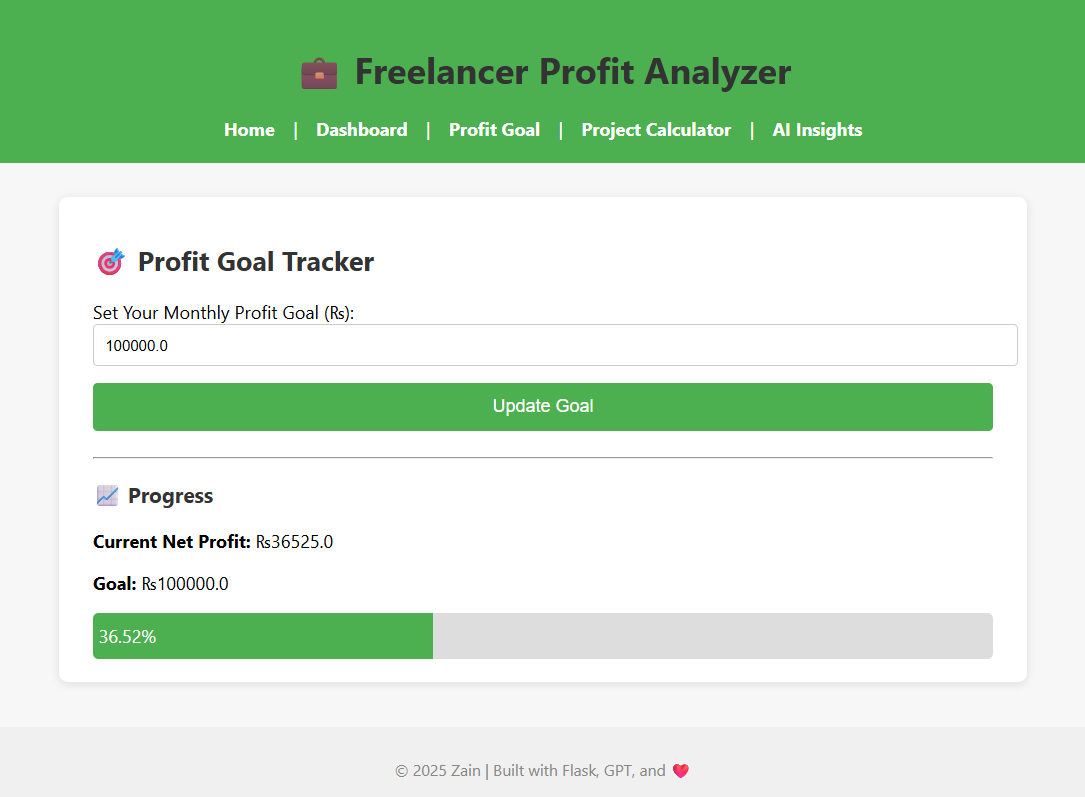 💼 Freelancer Profit Analyzer
Home | Dashboard | Profit Goal | Project Calculator | AI Insights
🎯 Profit Goal Tracker
Set Your Monthly Profit Goal (₨):
100000.0
Update Goal
📈 Progress
Current Net Profit: ₨36525.0
Goal: ₨100000.0
36.52%
© 2025 Zain | Built with Flask, GPT, and ❤️